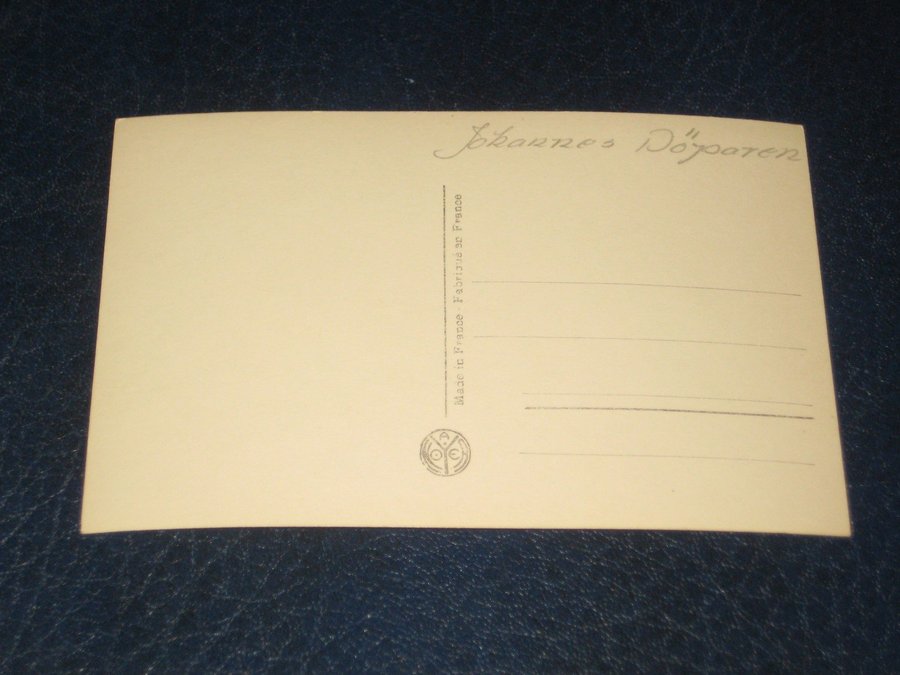 Johannes Döparen
Made in France - Fabriqué en France
A